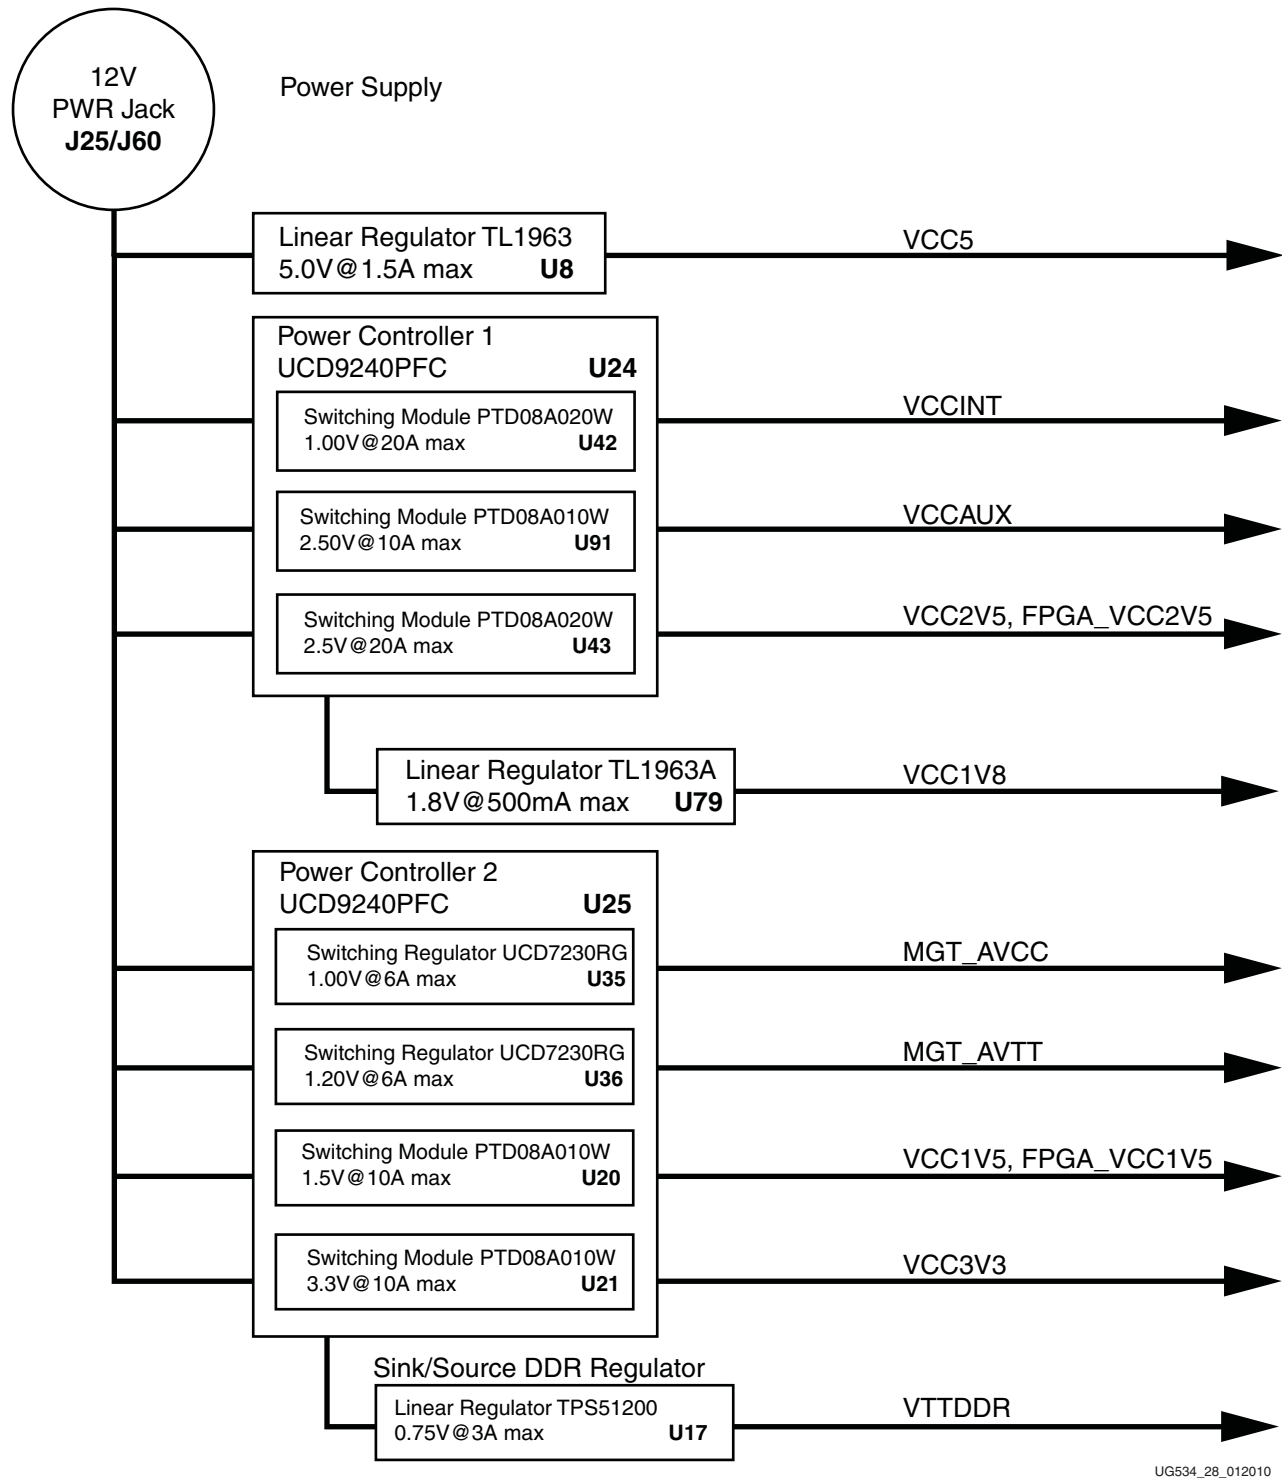 12V
PWR Jack
J25/J60
Power Supply
Linear Regulator TL1963
5.0V@1.5A max U8
VCC5
Power Controller 1
UCD9240PFC U24
Switching Module PTD08A020W
1.00V@20A max U42
VCCINT
Switching Module PTD08A010W
2.50V@10A max U91
VCCAUX
Switching Module PTD08A020W
2.5V@20A max U43
VCC2V5, FPGA_VCC2V5
Linear Regulator TL1963A
1.8V@500mA max U79
VCC1V8
Power Controller 2
UCD9240PFC U25
Switching Regulator UCD7230RG
1.00V@6A max U35
MGT_AVCC
Switching Regulator UCD7230RG
1.20V@6A max U36
MGT_AVTT
Switching Module PTD08A010W
1.5V@10A max U20
VCC1V5, FPGA_VCC1V5
Switching Module PTD08A010W
3.3V@10A max U21
VCC3V3
Sink/Source DDR Regulator
Linear Regulator TPS51200
0.75V@3A max U17
VTTDDR
UG534_28_012010